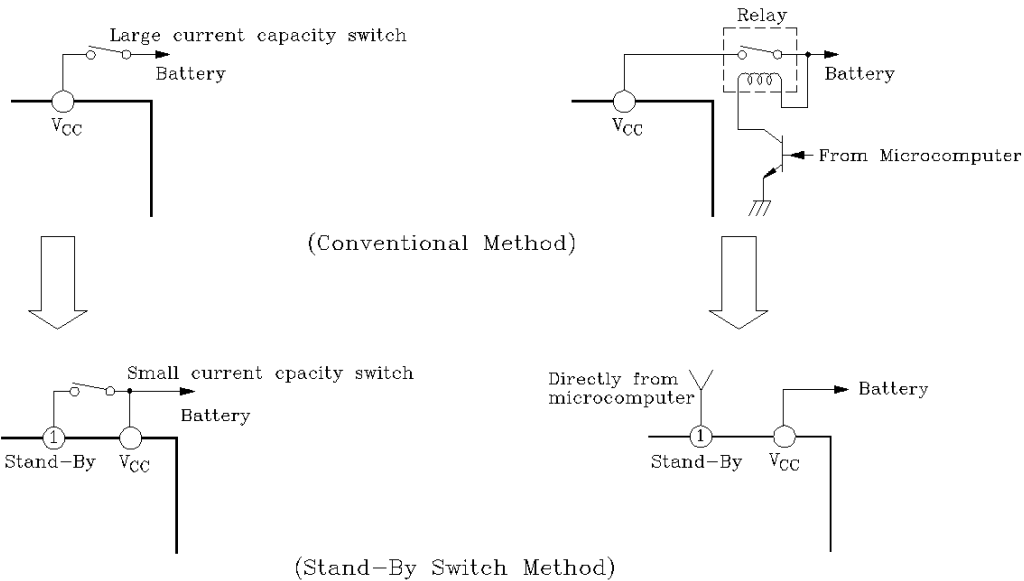 Large current capacity switch
Battery
VCC
Relay
Battery
VCC
From Microcomputer
(Conventional Method)
Small current cpacity switch
Battery
1
Stand-By
VCC
Directly from
microcomputer
Battery
1
Stand-By
VCC
(Stand-By Switch Method)